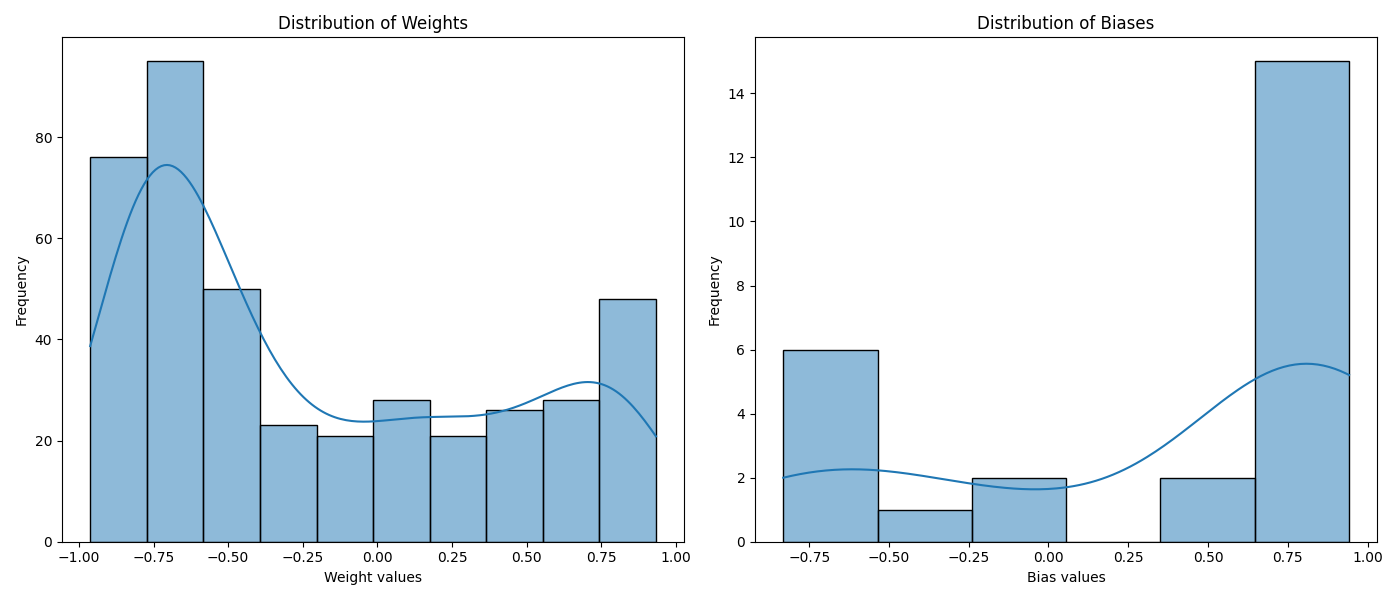 Distribution of Weights
Frequency
80
60
40
20
0
−1.00 −0.75 −0.50 −0.25 0.00 0.25 0.50 0.75 1.00
Weight values
Distribution of Biases
Frequency
14
12
10
8
6
4
2
0
−0.75 −0.50 −0.25 0.00 0.25 0.50 0.75 1.00
Bias values